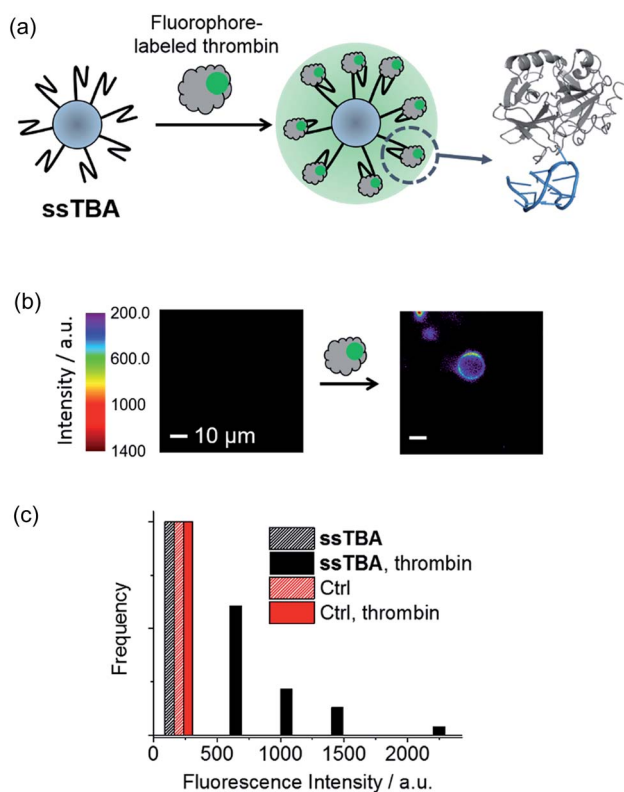 (a)
Fluorophore-
labeled thrombin
ssTBA
(b)
Intensity / a.u.
200.0
600.0
1000
1400
10 μm
(c)
Frequency
ssTBA
ssTBA, thrombin
Ctrl
Ctrl, thrombin
0 500 1000 1500 2000
Fluorescence Intensity / a.u.